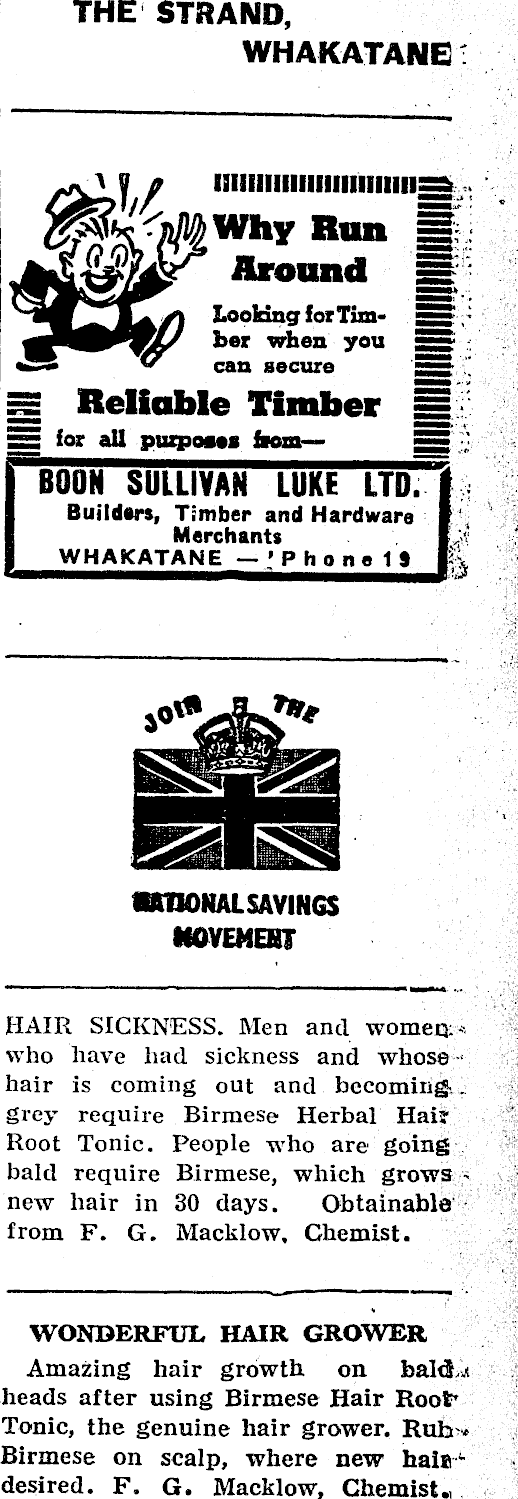 THE STRAND,
WHAKATANE
Why Run
Around
Looking for Tim-
ber when you
can secure
Reliable Timber
for all purposes from—
BOON SULLIVAN LUKE LTD.
Builders, Timber and Hardware
Merchants
WHAKATANE — 'Phone 19
JOIN THE
NATIONAL SAVINGS
MOVEMENT
HAIR SICKNESS. Men and women
who have had sickness and whose
hair is coming out and becoming
grey require Birmese Herbal Hair
Root Tonic. People who are going
bald require Birmese, which grows
new hair in 30 days. Obtainable
from F. G. Macklow, Chemist.
WONDERFUL HAIR GROWER
Amazing hair growth on bald
heads after using Birmese Hair Root
Tonic, the genuine hair grower. Rub
Birmese on scalp, where new hair
desired. F. G. Macklow, Chemist.